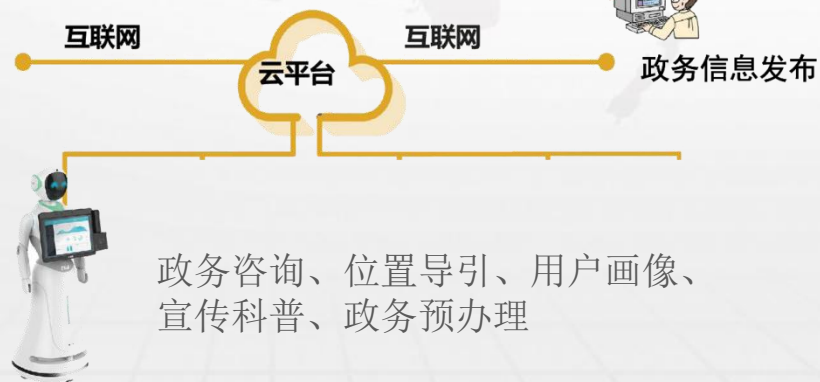 互联网
互联网
云平台
政务信息发布
政务咨询、位置导引、用户画像、
宣传科普、政务预办理